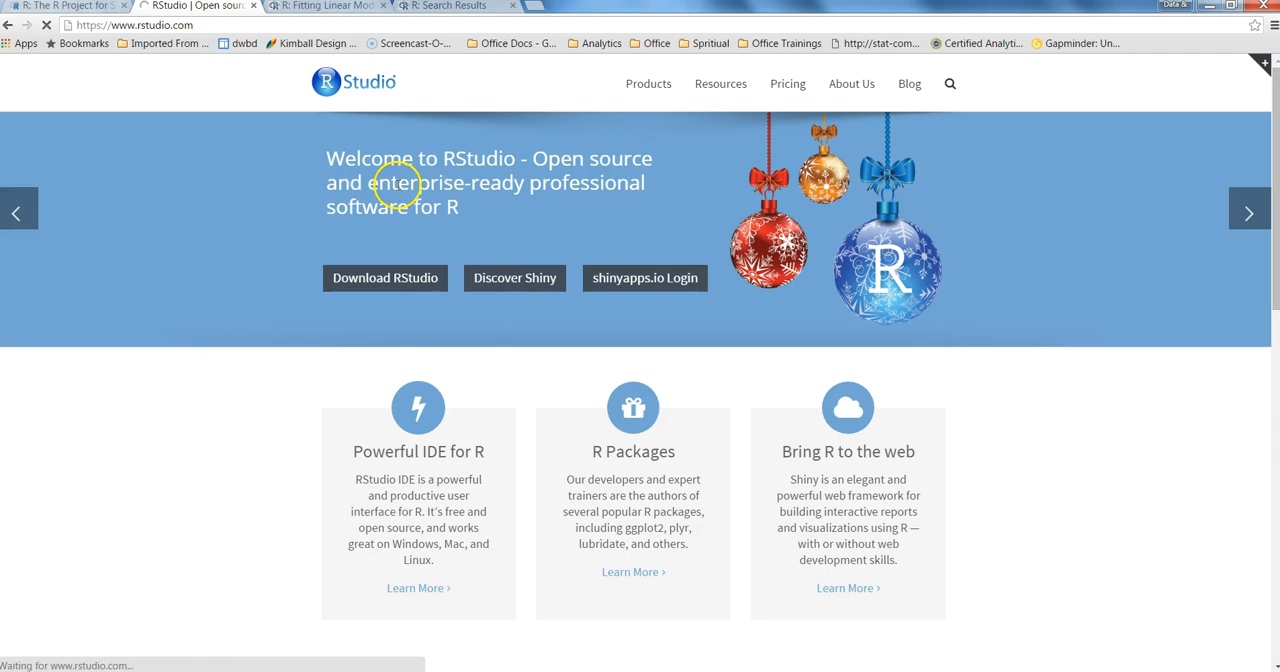 R: The R Project for S
RStudio | Open sourc
R: Fitting Linear Mod
R: Search Results
Data &
https://www.rstudio.com
Apps
Bookmarks
Imported From ...
dwbd
Kimball Design ...
Screencast-O-...
Office Docs - G...
Analytics
Office
Spritiual
Office Trainings
http://stat-com...
Certified Analyti...
Gapminder: Un...
R Studio
Products
Resources
Pricing
About Us
Blog
Welcome to RStudio - Open source
and enterprise-ready professional
software for R
Download RStudio
Discover Shiny
shinyapps.io Login
R
Powerful IDE for R
RStudio IDE is a powerful
and productive user
interface for R. It's free and
open source, and works
great on Windows, Mac, and
Linux.
Learn More ›
R Packages
Our developers and expert
trainers are the authors of
several popular R packages,
including ggplot2, plyr,
lubridate, and others.
Learn More ›
Bring R to the web
Shiny is an elegant and
powerful web framework for
building interactive reports
and visualizations using R —
with or without web
development skills.
Learn More ›
Waiting for www.rstudio.com...